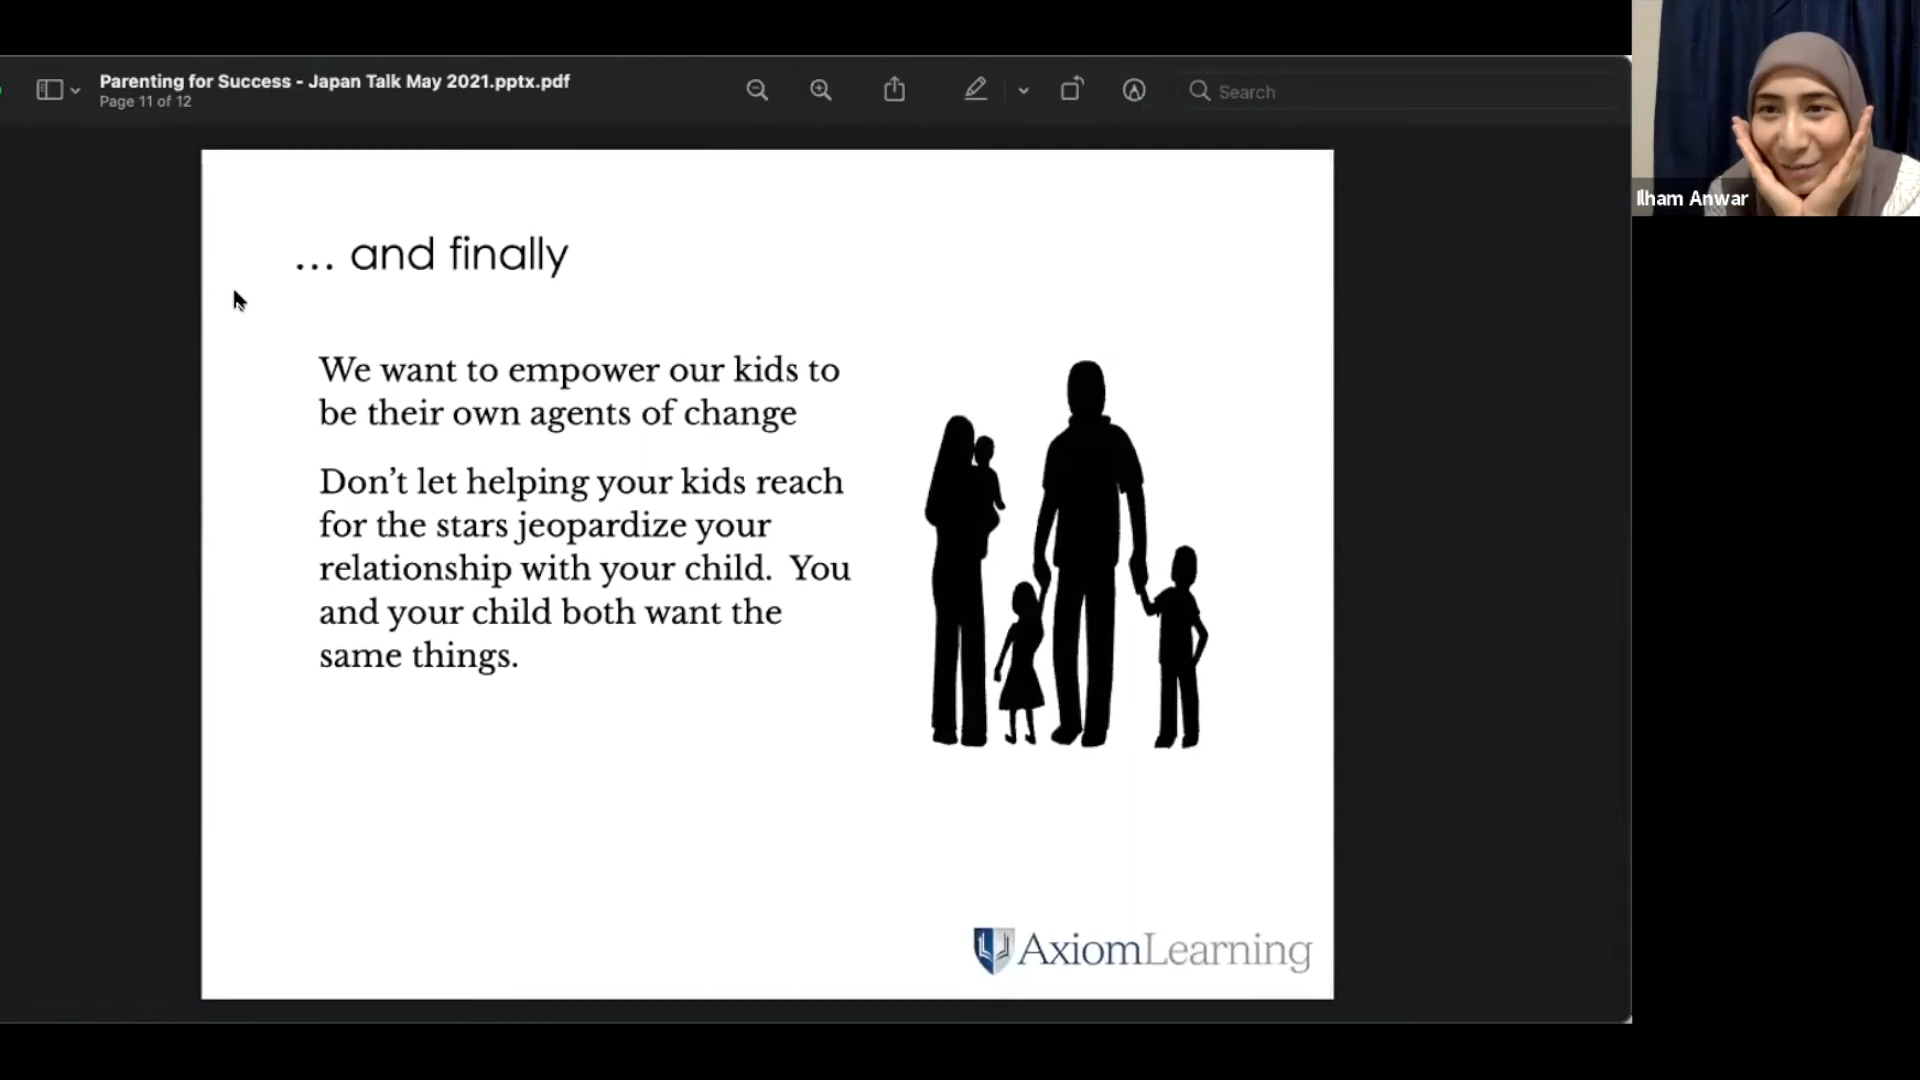 Parenting for Success - Japan Talk May 2021.pptx.pdf
Page 11 of 12
Search
Ilham Anwar
... and finally
We want to empower our kids to
be their own agents of change
Don’t let helping your kids reach
for the stars jeopardize your
relationship with your child.  You
and your child both want the
same things.
AxiomLearning